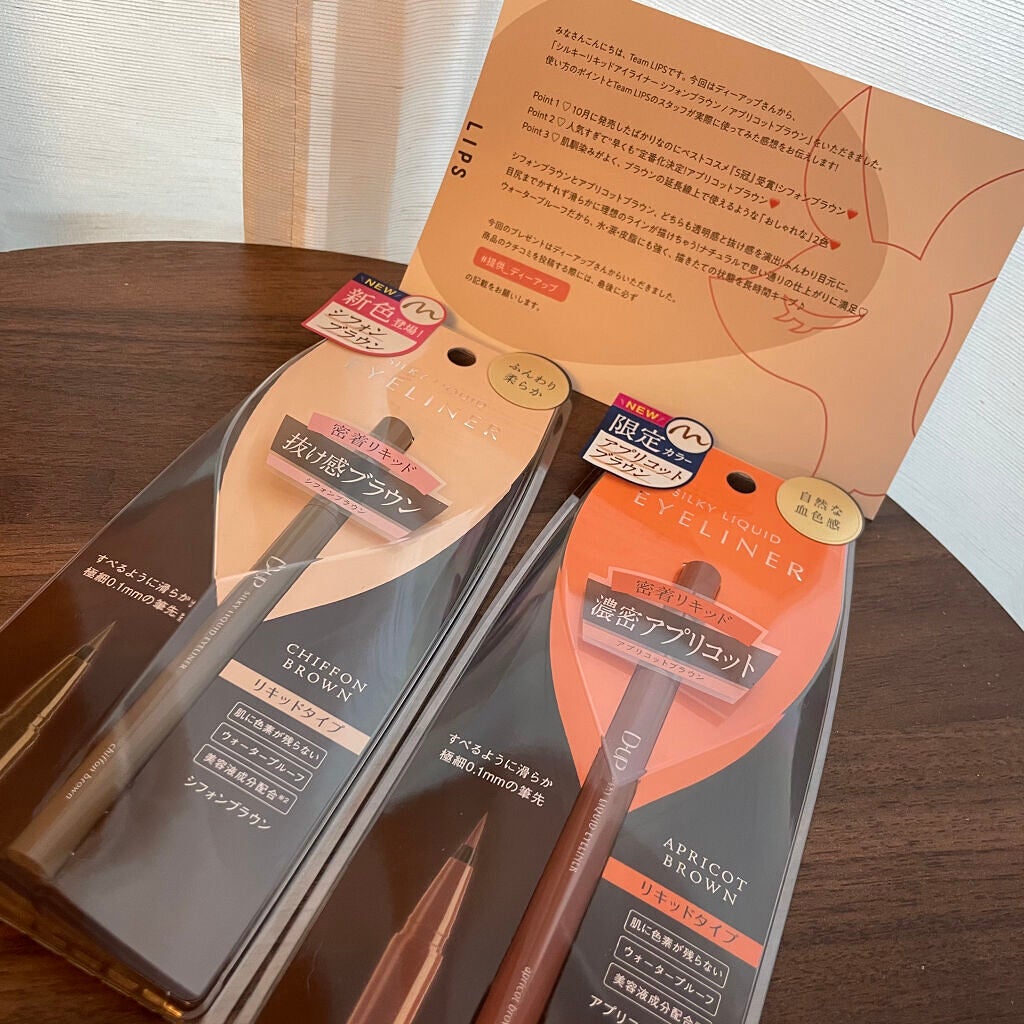 LIPS
みなさんこんにちは、Team LIPSです。今回はディーアップさんから、
「シルキーリキッドアイライナー シフォンブラウン / アプリコットブラウン」をいただきました。
使い方のポイントとTeam LIPSのスタッフが実際に使ってみた感想をお伝えします!
Point 1 ♡ 10月に発売したばかりなのにベストコスメ「5冠」受賞!シフォンブラウン♥
Point 2 ♡ 人気すぎて"早くも"定番化決定!アプリコットブラウン♥
Point 3 ♡ 肌馴染みがよく、ブラウンの延長線上で使えるような「おしゃれな」2色♥
シフォンブラウンとアプリコットブラウン、どちらも透明感と抜け感を演出!ふんわり目元に。
目尻までかすれず滑らかに理想のラインが描けちゃう!ナチュラルで思い通りの仕上がりに満足♡
ウォータープルーフだから、水・涙・皮脂にも強く、描きたての状態を長時間キープ♪
今回のプレゼントはディーアップさんからいただきました。
商品のクチコミを投稿する際には、最後に必ず
#提供_ディーアップ
の記載をお願いします。
NEW
新色登場!
シフォン
ブラウン
ふんわり
柔らか
SILKY LIQUID
EYELINER
密着リキッド
抜け感ブラウン
シフォンブラウン
すべるように滑らか
極細0.1mmの筆先
D-UP SILKY LIQUID EYELINER
chiffon brown
CHIFFON
BROWN
リキッドタイプ
肌に色素が残らない
ウォータープルーフ
美容液成分配合※2
シフォンブラウン
NEW
限定カラー
アプリコット
ブラウン
自然な
血色感
SILKY LIQUID
EYELINER
密着リキッド
濃密アプリコット
アプリコットブラウン
すべるように滑らか
極細0.1mmの筆先
D-UP SILKY LIQUID EYELINER
apricot brow
APRICOT
BROWN
リキッドタイプ
肌に色素が残らない
ウォータープルーフ
美容液成分配合
アプリコ